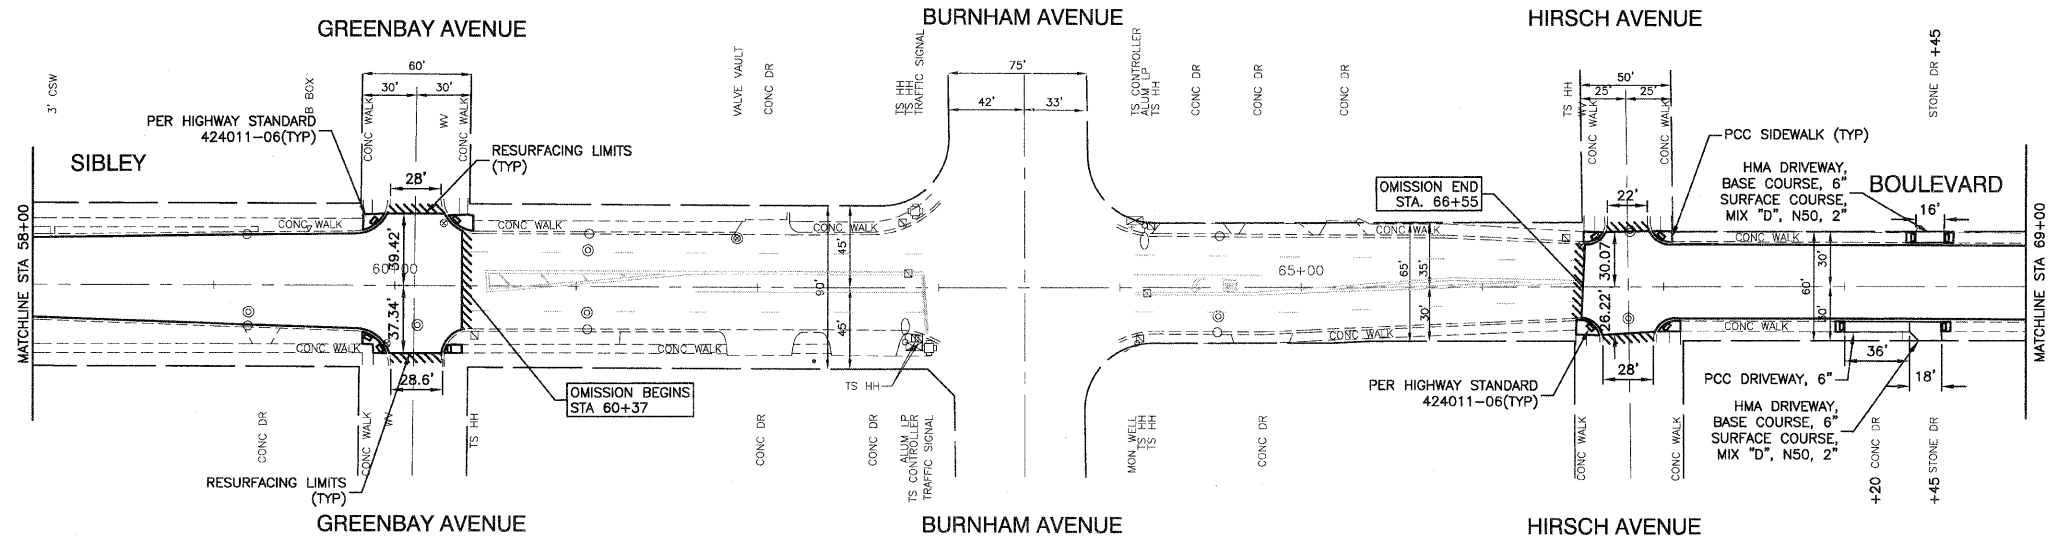 GREENBAY AVENUE
BURNHAM AVENUE
HIRSCH AVENUE
3' CSW
B BOX
60'
30'
30'
CONC WALK
WV
CONC WALK
VALVE VAULT
CONC DR
TS HH
TS HH
TRAFFIC SIGNAL
75'
42'
33'
TS CONTROLLER
ALUM LP
TS HH
CONC DR
CONC DR
CONC DR
TS HH
WV
50'
25'
25'
CONC WALK
CONC WALK
STONE DR +45
PER HIGHWAY STANDARD
424011-06(TYP)
RESURFACING LIMITS
(TYP)
PCC SIDEWALK (TYP)
SIBLEY
BOULEVARD
HMA DRIVEWAY,
BASE COURSE, 6"
SURFACE COURSE,
MIX "D", N50, 2"
OMISSION END
STA. 66+55
28'
22'
16'
MATCHLINE STA 58+00
CONC WALK
CONC WALK
CONC WALK
CONC WALK
CONC WALK
39.42'
60+00
37.34'
45'
90'
45'
65+00
65'
35'
30'
30.07'
26.22'
60'
30'
30'
MATCHLINE STA 69+00
CONC WALK
CONC WALK
CONC WALK
28.6'
28'
36'
18'
OMISSION BEGINS
STA 60+37
TS HH
PER HIGHWAY STANDARD
424011-06(TYP)
PCC DRIVEWAY, 6"
HMA DRIVEWAY,
BASE COURSE, 6"
SURFACE COURSE,
MIX "D", N50, 2"
CONC DR
CONC WALK
WV
TS HH
CONC DR
CONC DR
ALUM LP
TS CONTROLLER
TRAFFIC SIGNAL
MON WELL
TS HH
TS HH
CONC DR
CONC WALK
CONC WALK
+20 CONC DR
+45 STONE DR
RESURFACING LIMITS
(TYP)
GREENBAY AVENUE
BURNHAM AVENUE
HIRSCH AVENUE